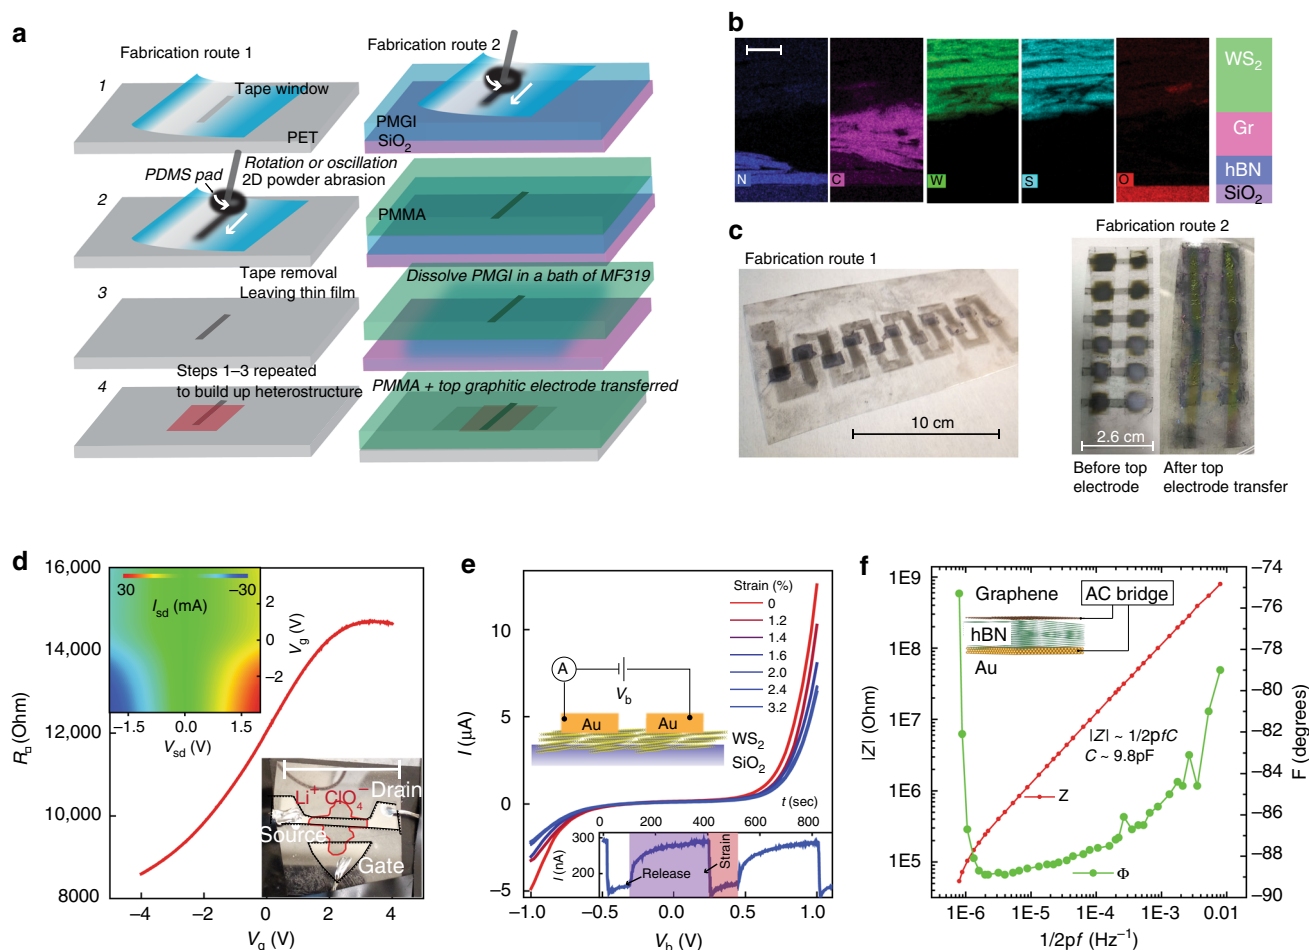 a
Fabrication route 1
Fabrication route 2
1
Tape window
PET
PMGI
SiO2
2
PDMS pad
Rotation or oscillation
2D powder abrasion
PMMA
3
Tape removal
Leaving thin film
Dissolve PMGI in a bath of MF319
4
Steps 1–3 repeated
to build up heterostructure
PMMA + top graphitic electrode transferred
b
N
C
W
S
O
WS2
Gr
hBN
SiO2
c
Fabrication route 1
10 cm
Fabrication route 2
2.6 cm
Before top
electrode
After top
electrode transfer
d
R□ (Ohm)
16,000
14,000
12,000
10,000
8000
−4
−2
0
2
4
Vg (V)
30
−30
Isd (mA)
2
0
−2
Vg (V)
−1.5
0.0
1.5
Vsd (V)
Li+ ClO4−
Drain
Source
Gate
e
I (µA)
10
5
0
−5
−1.0
−0.5
0.0
0.5
1.0
Vb (V)
Strain (%)
0
1.2
1.4
1.6
2.0
2.4
3.2
A
Vb
Au
Au
WS2
SiO2
t (sec)
0
200
400
600
800
I (nA)
300
200
Release
Strain
f
|Z| (Ohm)
1E9
1E8
1E7
1E6
1E5
1E-6
1E-5
1E-4
1E-3
0.01
1/2pf (Hz−1)
−74
−76
−78
−80
−82
−84
−86
−88
−90
F (degrees)
Graphene
AC bridge
hBN
Au
|Z| ~ 1/2pfC
C ~ 9.8pF
Z
Φ